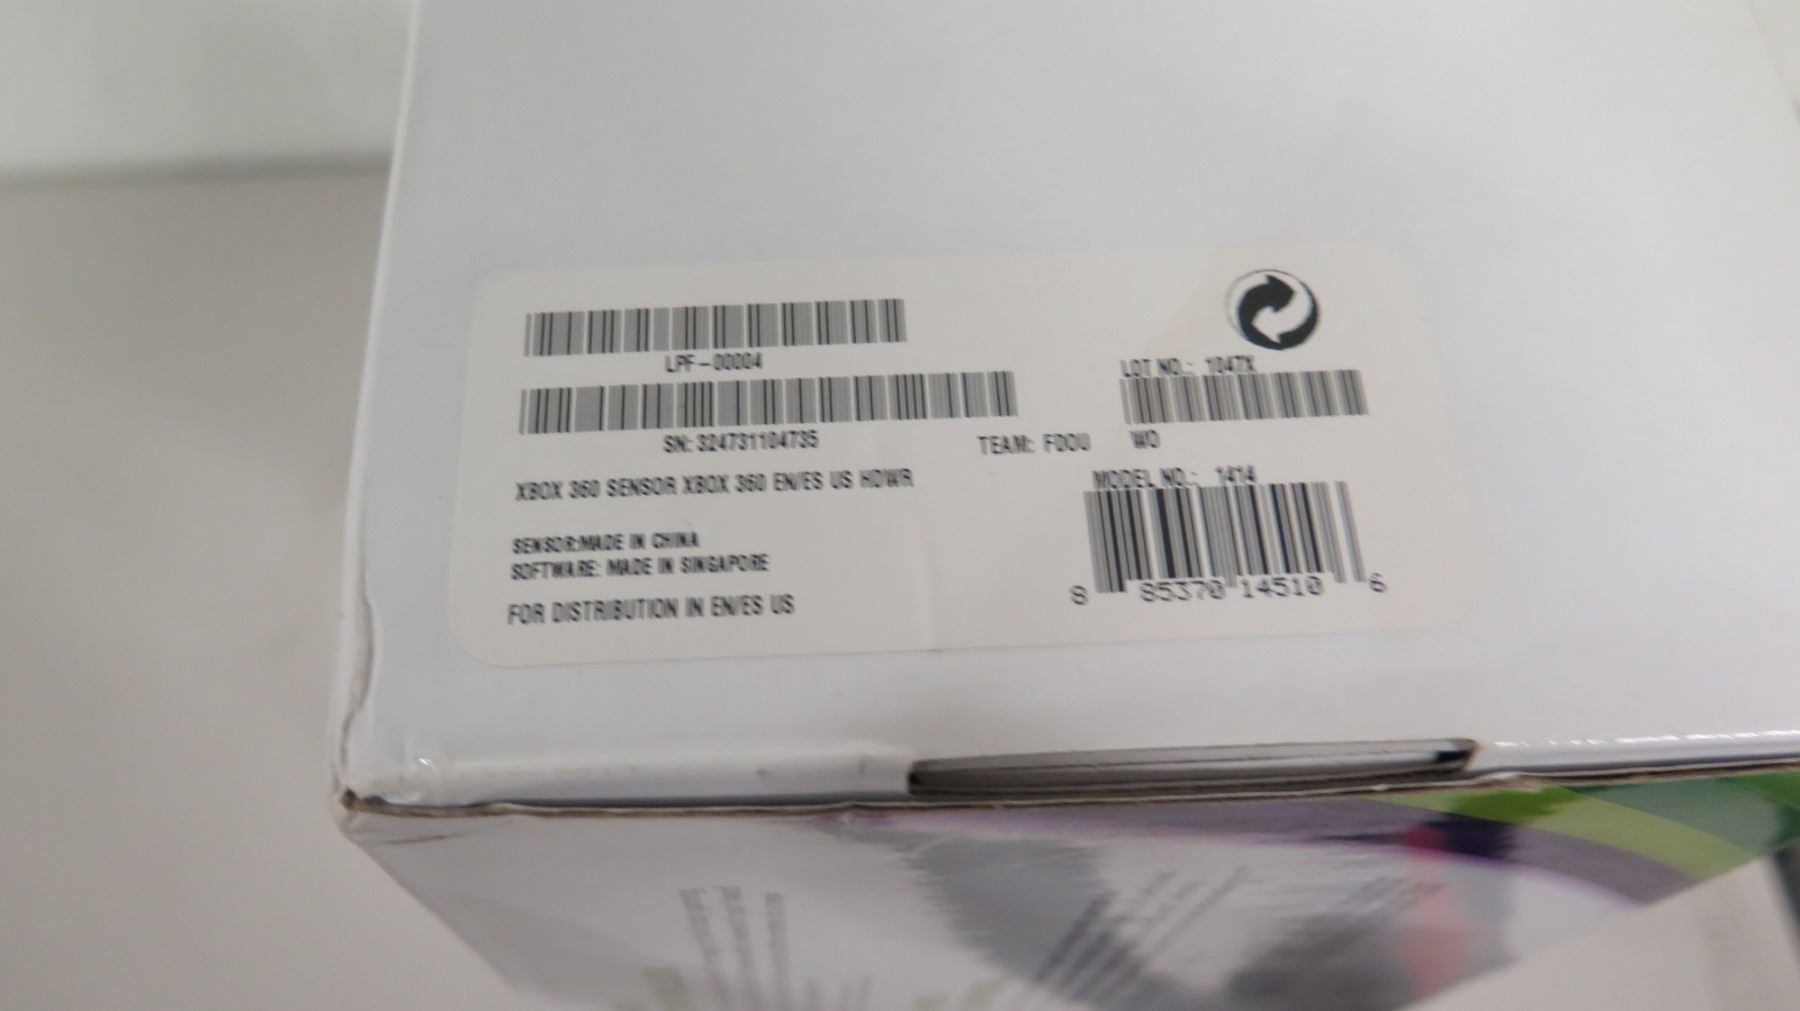 LPF-00004
LOT NO.: 1047X
SN: 324731104735
TEAM: FDOU
WO
XBOX 360 SENSOR XBOX 360 EN/ES US HDWR
MODEL NO.: 1414
SENSOR:MADE IN CHINA
SOFTWARE: MADE IN SINGAPORE
8 85370 14510 6
FOR DISTRIBUTION IN EN/ES US